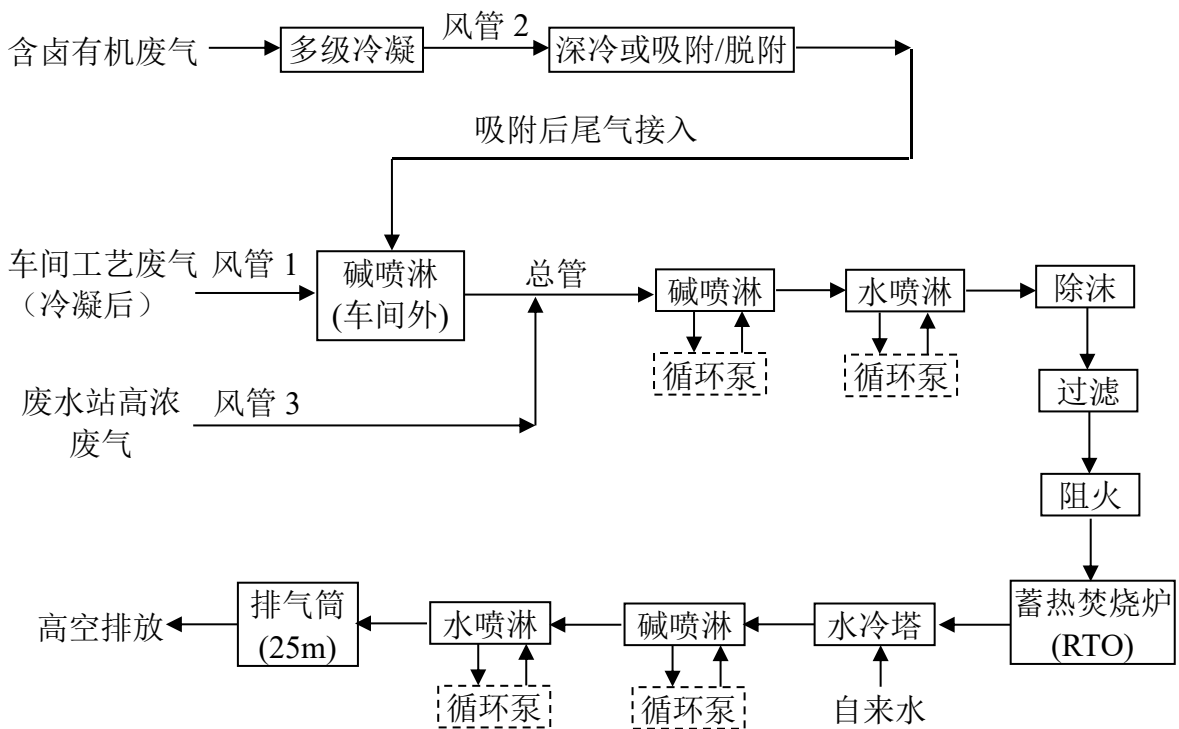 含卤有机废气
多级冷凝
风管 2
深冷或吸附/脱附
吸附后尾气接入
车间工艺废气
（冷凝后）
风管 1
碱喷淋
(车间外)
总管
碱喷淋
水喷淋
除沫
循环泵
循环泵
废水站高浓
废气
风管 3
过滤
阻火
蓄热焚烧炉
(RTO)
水冷塔
碱喷淋
水喷淋
排气筒
(25m)
高空排放
循环泵
循环泵
自来水